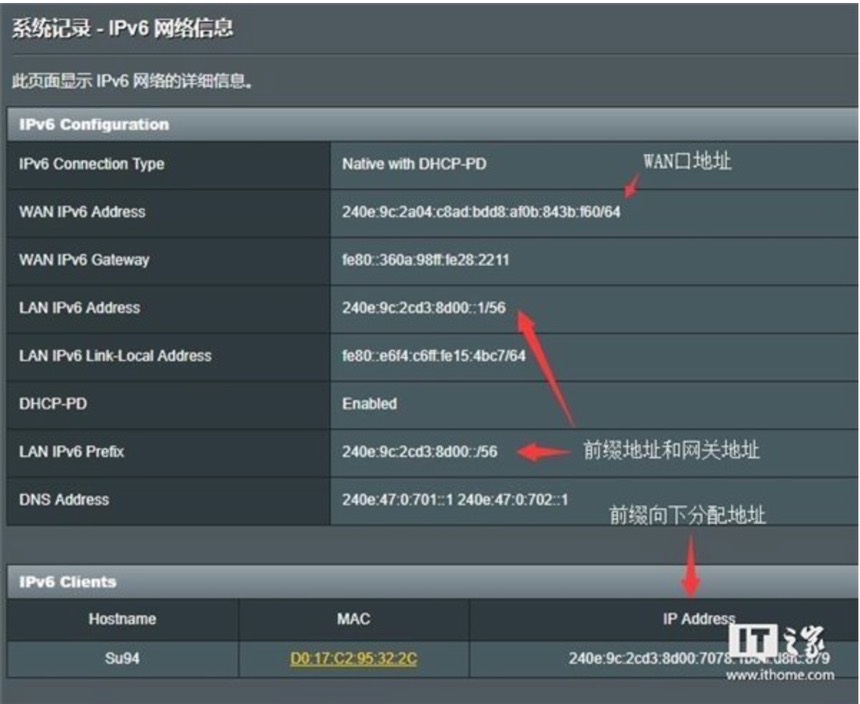 系统记录 - IPv6 网络信息
此页面显示 IPv6 网络的详细信息。
IPv6 Configuration
IPv6 Connection Type Native with DHCP-PD WAN口地址
WAN IPv6 Address 240e:9c:2a04:c8ad:bdd8:af0b:843b:f60/64
WAN IPv6 Gateway fe80::360a:98ff:fe28:2211
LAN IPv6 Address 240e:9c:2cd3:8d00::1/56
LAN IPv6 Link-Local Address fe80::e6f4:c6ff:fe15:4bc7/64
DHCP-PD Enabled
LAN IPv6 Prefix 240e:9c:2cd3:8d00::/56 前缀地址和网关地址
DNS Address 240e:47:0:701::1 240e:47:0:702::1
前缀向下分配地址
IPv6 Clients
Hostname MAC IP Address
Su94 D0:17:C2:95:32:2C 240e:9c:2cd3:8d00:7078:
IT之家
www.ithome.com